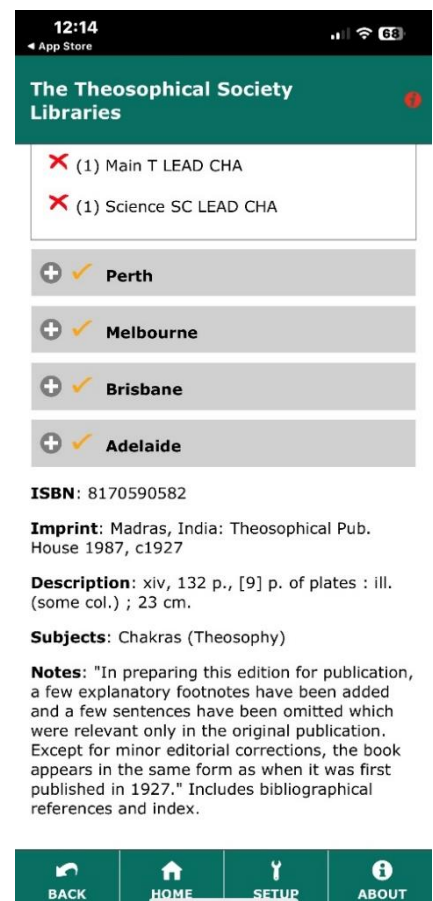 12:14
68
◀ App Store
The Theosophical Society
Libraries
(1) Main T LEAD CHA
(1) Science SC LEAD CHA
Perth
Melbourne
Brisbane
Adelaide
ISBN: 8170590582
Imprint: Madras, India: Theosophical Pub.
House 1987, c1927
Description: xiv, 132 p., [9] p. of plates : ill.
(some col.) ; 23 cm.
Subjects: Chakras (Theosophy)
Notes: "In preparing this edition for publication,
a few explanatory footnotes have been added
and a few sentences have been omitted which
were relevant only in the original publication.
Except for minor editorial corrections, the book
appears in the same form as when it was first
published in 1927." Includes bibliographical
references and index.
BACK HOME SETUP ABOUT